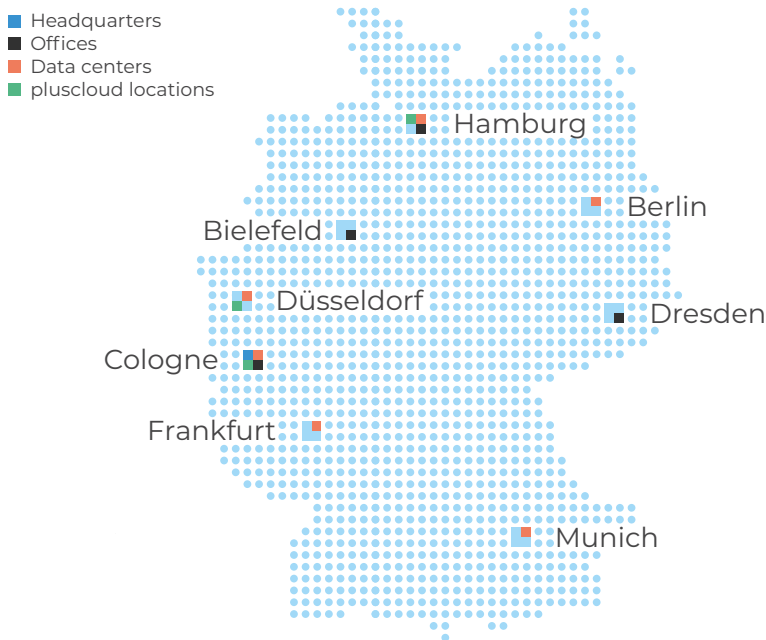 Headquarters
Offices
Data centers
pluscloud locations
Hamburg
Berlin
Bielefeld
Düsseldorf
Dresden
Cologne
Frankfurt
Munich